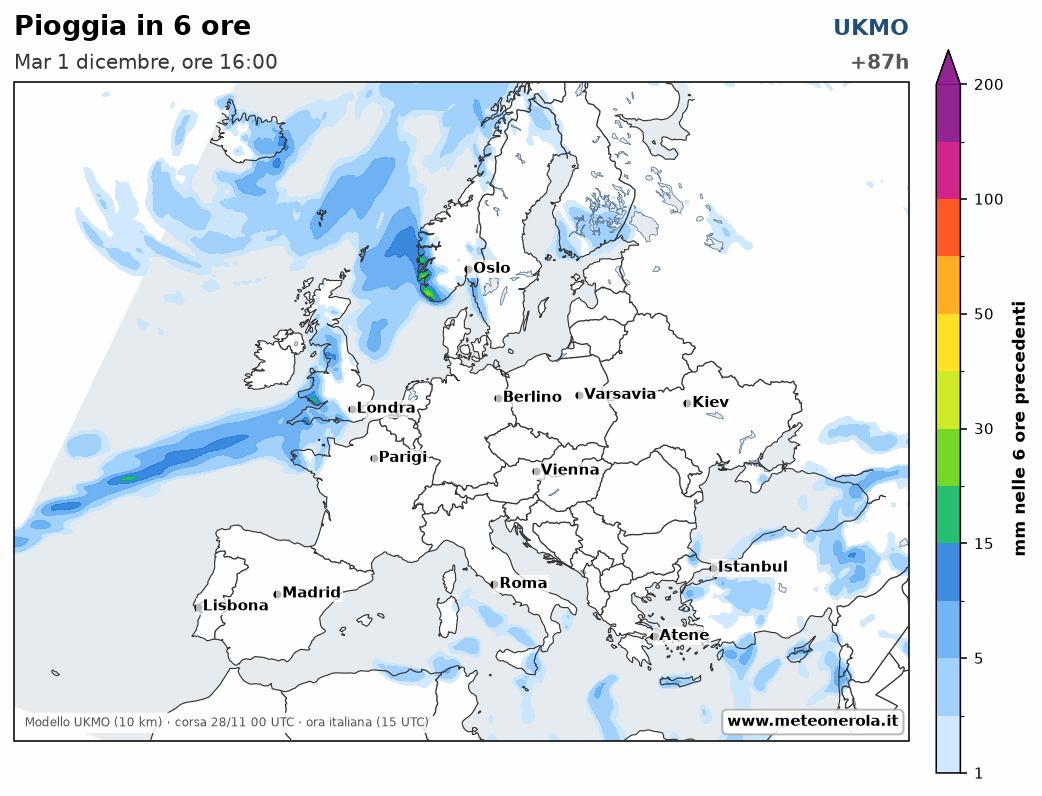 Pioggia in 6 ore
UKMO
Mar 1 dicembre, ore 16:00
+87h
200
100
50
30
15
5
1
mm nelle 6 ore precedenti
Oslo
Londra
Berlino
Varsavia
Kiev
Parigi
Vienna
Istanbul
Roma
Madrid
Lisbona
Atene
Modello UKMO (10 km) · corsa 28/11 00 UTC · ora italiana (15 UTC)
www.meteonerola.it